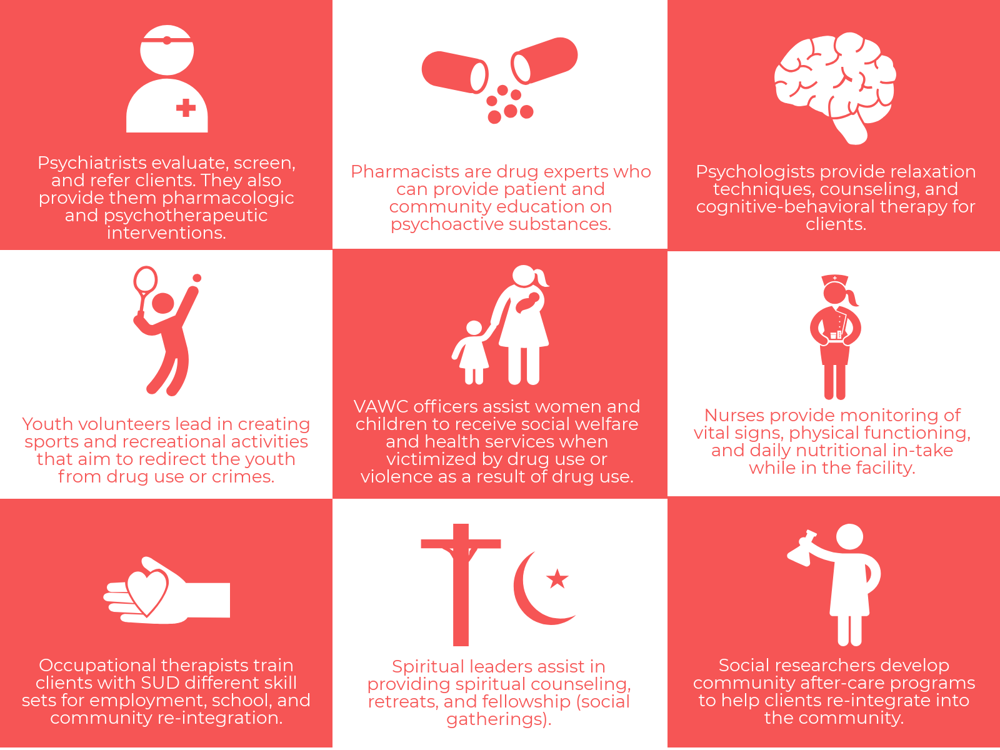 Psychiatrists evaluate, screen,
and refer clients. They also
provide them pharmacologic
and psychotherapeutic
interventions.
Pharmacists are drug experts who
can provide patient and
community education on
psychoactive substances.
Psychologists provide relaxation
techniques, counseling, and
cognitive-behavioral therapy for
clients.
Youth volunteers lead in creating
sports and recreational activities
that aim to redirect the youth
from drug use or crimes.
VAWC officers assist women and
children to receive social welfare
and health services when
victimized by drug use or
violence as a result of drug use.
Nurses provide monitoring of
vital signs, physical functioning,
and daily nutritional in-take
while in the facility.
Occupational therapists train
clients with SUD different skill
sets for employment, school, and
community re-integration.
Spiritual leaders assist in
providing spiritual counseling,
retreats, and fellowship (social
gatherings).
Social researchers develop
community after-care programs
to help clients re-integrate into
the community.